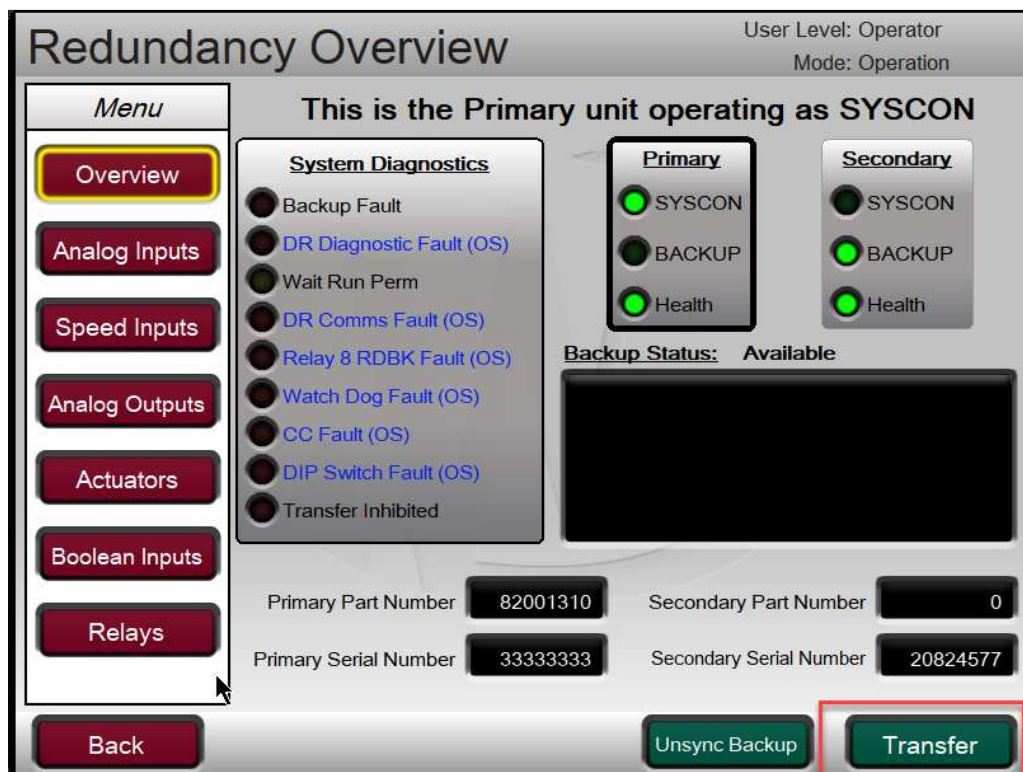 Redundancy Overview
User Level: Operator
Mode: Operation
Menu
Overview
Analog Inputs
Speed Inputs
Analog Outputs
Actuators
Boolean Inputs
Relays
This is the Primary unit operating as SYSCON
System Diagnostics
Backup Fault
DR Diagnostic Fault (OS)
Wait Run Perm
DR Comms Fault (OS)
Relay 8 RDBK Fault (OS)
Watch Dog Fault (OS)
CC Fault (OS)
DIP Switch Fault (OS)
Transfer Inhibited
Primary
SYSCON
BACKUP
Health
Secondary
SYSCON
BACKUP
Health
Backup Status: Available
Primary Part Number 82001310
Secondary Part Number 0
Primary Serial Number 33333333
Secondary Serial Number 20824577
Back
Unsync Backup
Transfer